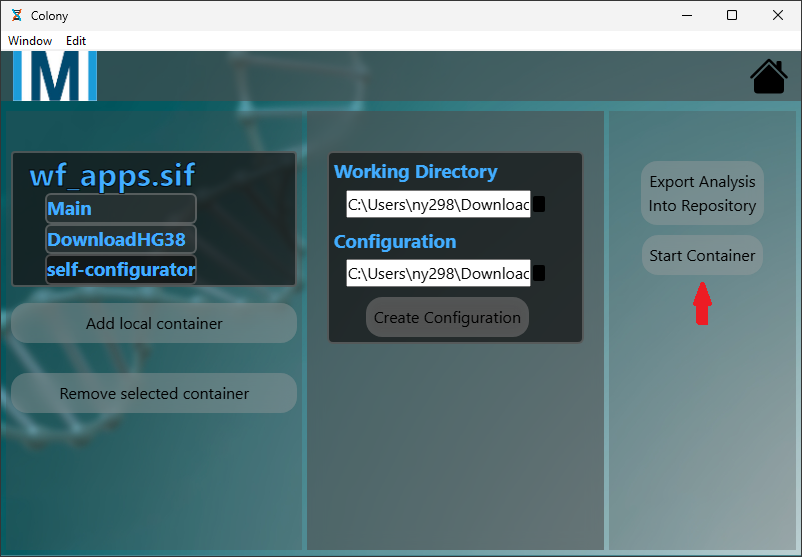 Colony
Window Edit
M
wf_apps.sif
Main
DownloadHG38
self-configurator
Add local container
Remove selected container
Working Directory
C:\Users\ny298\Downloac
Configuration
C:\Users\ny298\Downloac
Create Configuration
Export Analysis
Into Repository
Start Container